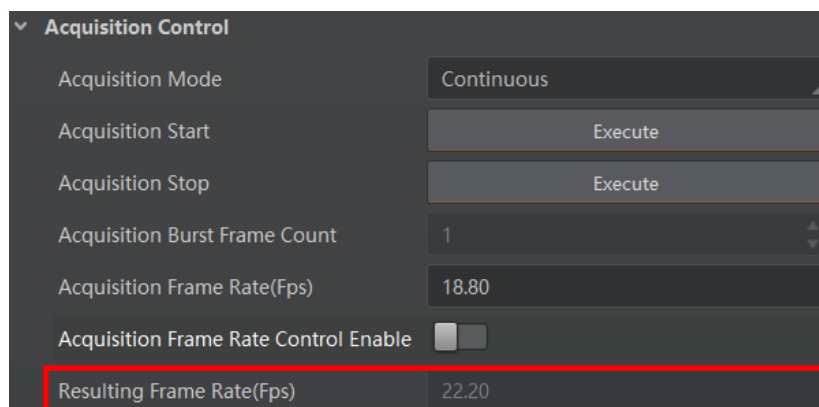 Acquisition Control
Acquisition Mode Continuous
Acquisition Start Execute
Acquisition Stop Execute
Acquisition Burst Frame Count 1
Acquisition Frame Rate(Fps) 18.80
Acquisition Frame Rate Control Enable
Resulting Frame Rate(Fps) 22.20